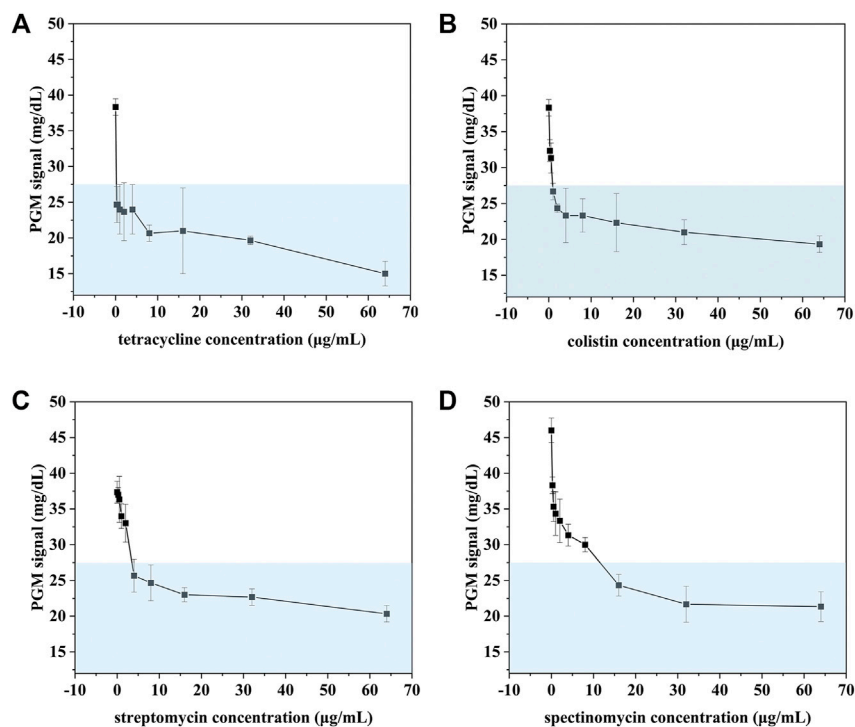 A
50
45
40
35
30
25
20
15
PGM signal (mg/dL)
-10 0 10 20 30 40 50 60 70
tetracycline concentration (μg/mL)
B
50
45
40
35
30
25
20
15
PGM signal (mg/dL)
-10 0 10 20 30 40 50 60 70
colistin concentration (μg/mL)
C
50
45
40
35
30
25
20
15
PGM signal (mg/dL)
-10 0 10 20 30 40 50 60 70
streptomycin concentration (μg/mL)
D
50
45
40
35
30
25
20
15
PGM signal (mg/dL)
-10 0 10 20 30 40 50 60 70
spectinomycin concentration (μg/mL)